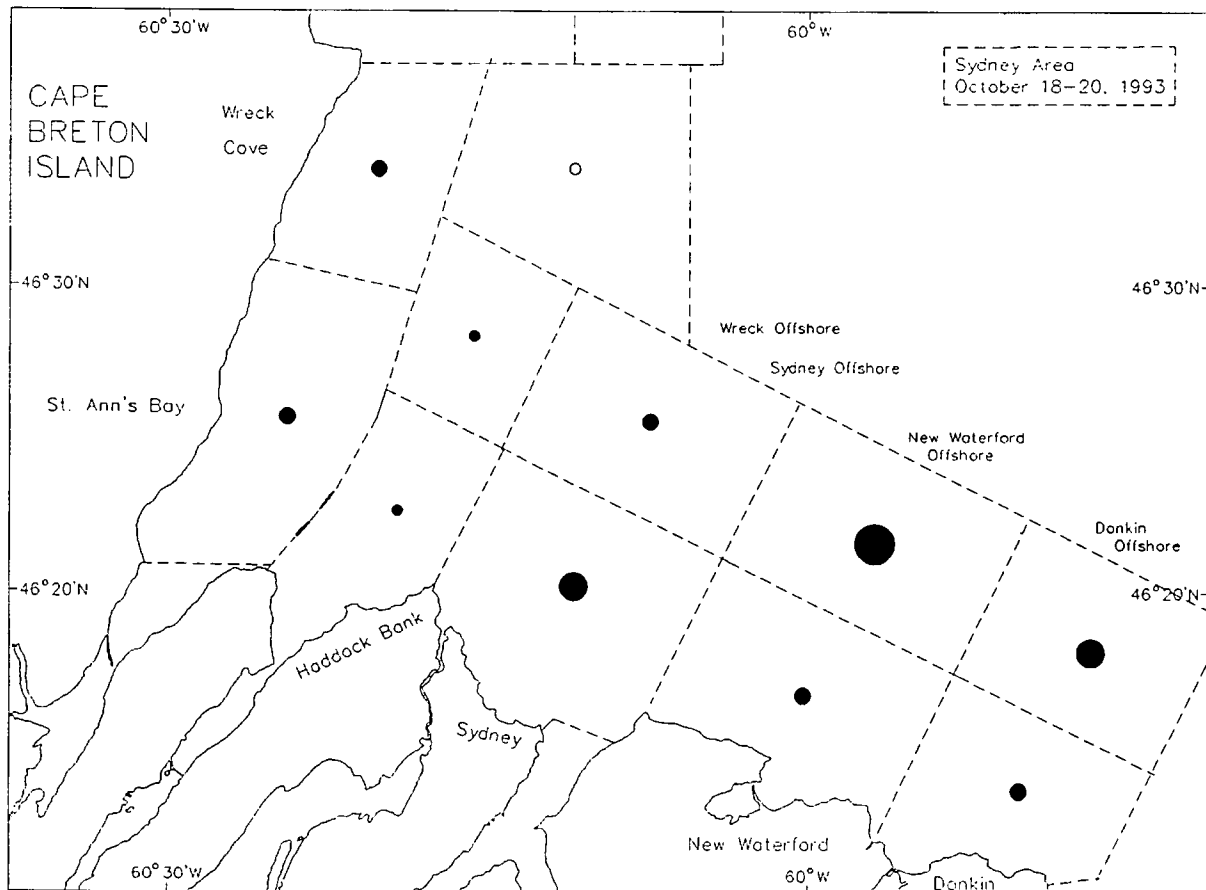 60°30'W
60°W
Sydney Area
October 18-20, 1993
CAPE
BRETON
ISLAND
Wreck
Cove
46°30'N
46°30'N
Wreck Offshore
Sydney Offshore
St. Ann's Bay
New Waterford
Offshore
Donkin
Offshore
46°20'N
46°20'N
Haddock Bank
Sydney
New Waterford
60°30'W
60°W
Donkin